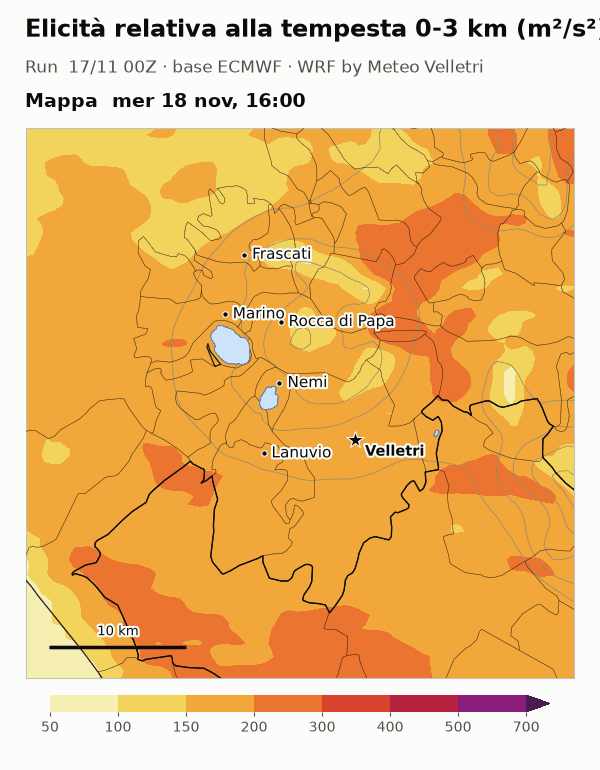 Elicità relativa alla tempesta 0-3 km (m²/s²)
Run  17/11 00Z · base ECMWF · WRF by Meteo Velletri
Mappa  mer 18 nov, 16:00
Frascati
Marino
Rocca di Papa
Nemi
Velletri
Lanuvio
10 km
50 100 150 200 300 400 500 700